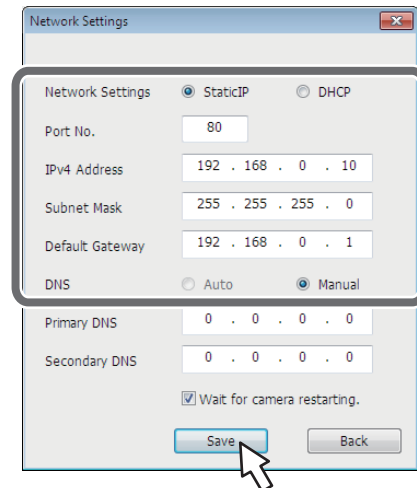 Network Settings
Network Settings StaticIP DHCP
Port No. 80
IPv4 Address 192 . 168 . 0 . 10
Subnet Mask 255 . 255 . 255 . 0
Default Gateway 192 . 168 . 0 . 1
DNS Auto Manual
Primary DNS 0 . 0 . 0 . 0
Secondary DNS 0 . 0 . 0 . 0
Wait for camera restarting.
Save Back